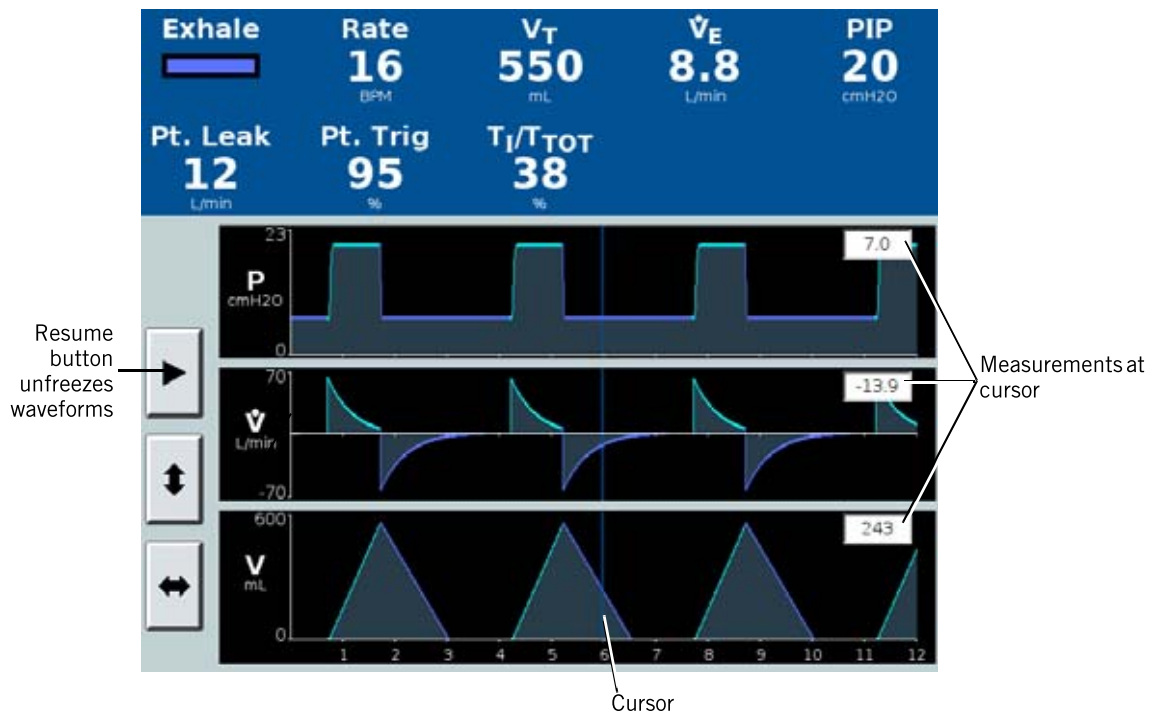 Exhale
Rate
16
BPM
VT
550
mL
V̇E
8.8
L/min
PIP
20
cmH2O
Pt. Leak
12
L/min
Pt. Trig
95
%
TI/TTOT
38
%
23
P
cmH2O
0
7.0
Resume
button
unfreezes
waveforms
Measurements at
cursor
70
V̇
L/min
-70
-13.9
600
V
mL
0
243
1 2 3 4 5 6 7 8 9 10 11 12
Cursor